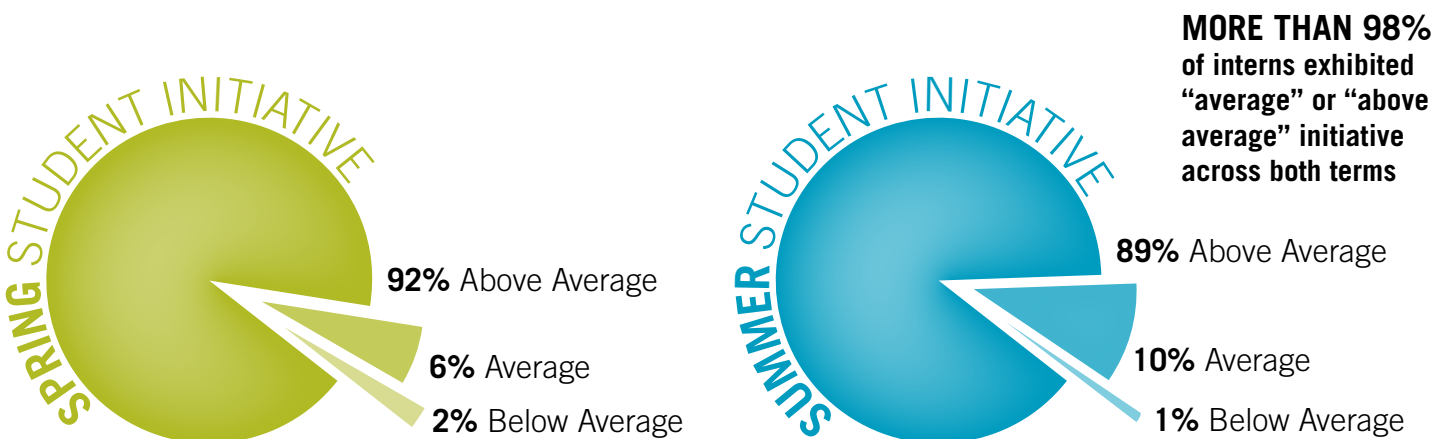 SPRING STUDENT INITIATIVE
92% Above Average
6% Average
2% Below Average
SUMMER STUDENT INITIATIVE
MORE THAN 98%
of interns exhibited
“average” or “above
average” initiative
across both terms
89% Above Average
10% Average
1% Below Average